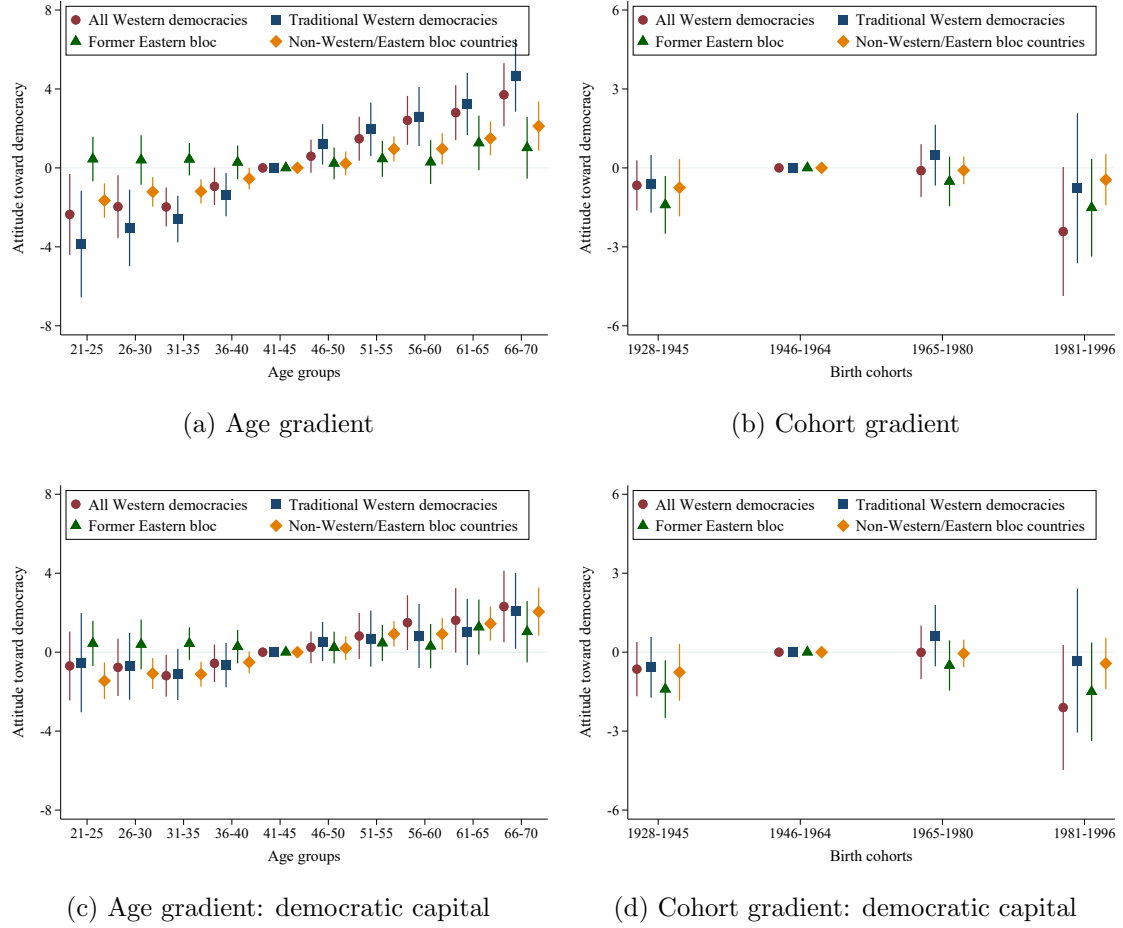 All Western democracies Traditional Western democracies
Former Eastern bloc Non-Western/Eastern bloc countries
Attitude toward democracy
8
4
0
-4
-8
21-25 26-30 31-35 36-40 41-45 46-50 51-55 56-60 61-65 66-70
Age groups
(a) Age gradient
All Western democracies Traditional Western democracies
Former Eastern bloc Non-Western/Eastern bloc countries
Attitude toward democracy
6
3
0
-3
-6
1928-1945 1946-1964 1965-1980 1981-1996
Birth cohorts
(b) Cohort gradient
All Western democracies Traditional Western democracies
Former Eastern bloc Non-Western/Eastern bloc countries
Attitude toward democracy
8
4
0
-4
-8
21-25 26-30 31-35 36-40 41-45 46-50 51-55 56-60 61-65 66-70
Age groups
(c) Age gradient: democratic capital
All Western democracies Traditional Western democracies
Former Eastern bloc Non-Western/Eastern bloc countries
Attitude toward democracy
6
3
0
-3
-6
1928-1945 1946-1964 1965-1980 1981-1996
Birth cohorts
(d) Cohort gradient: democratic capital